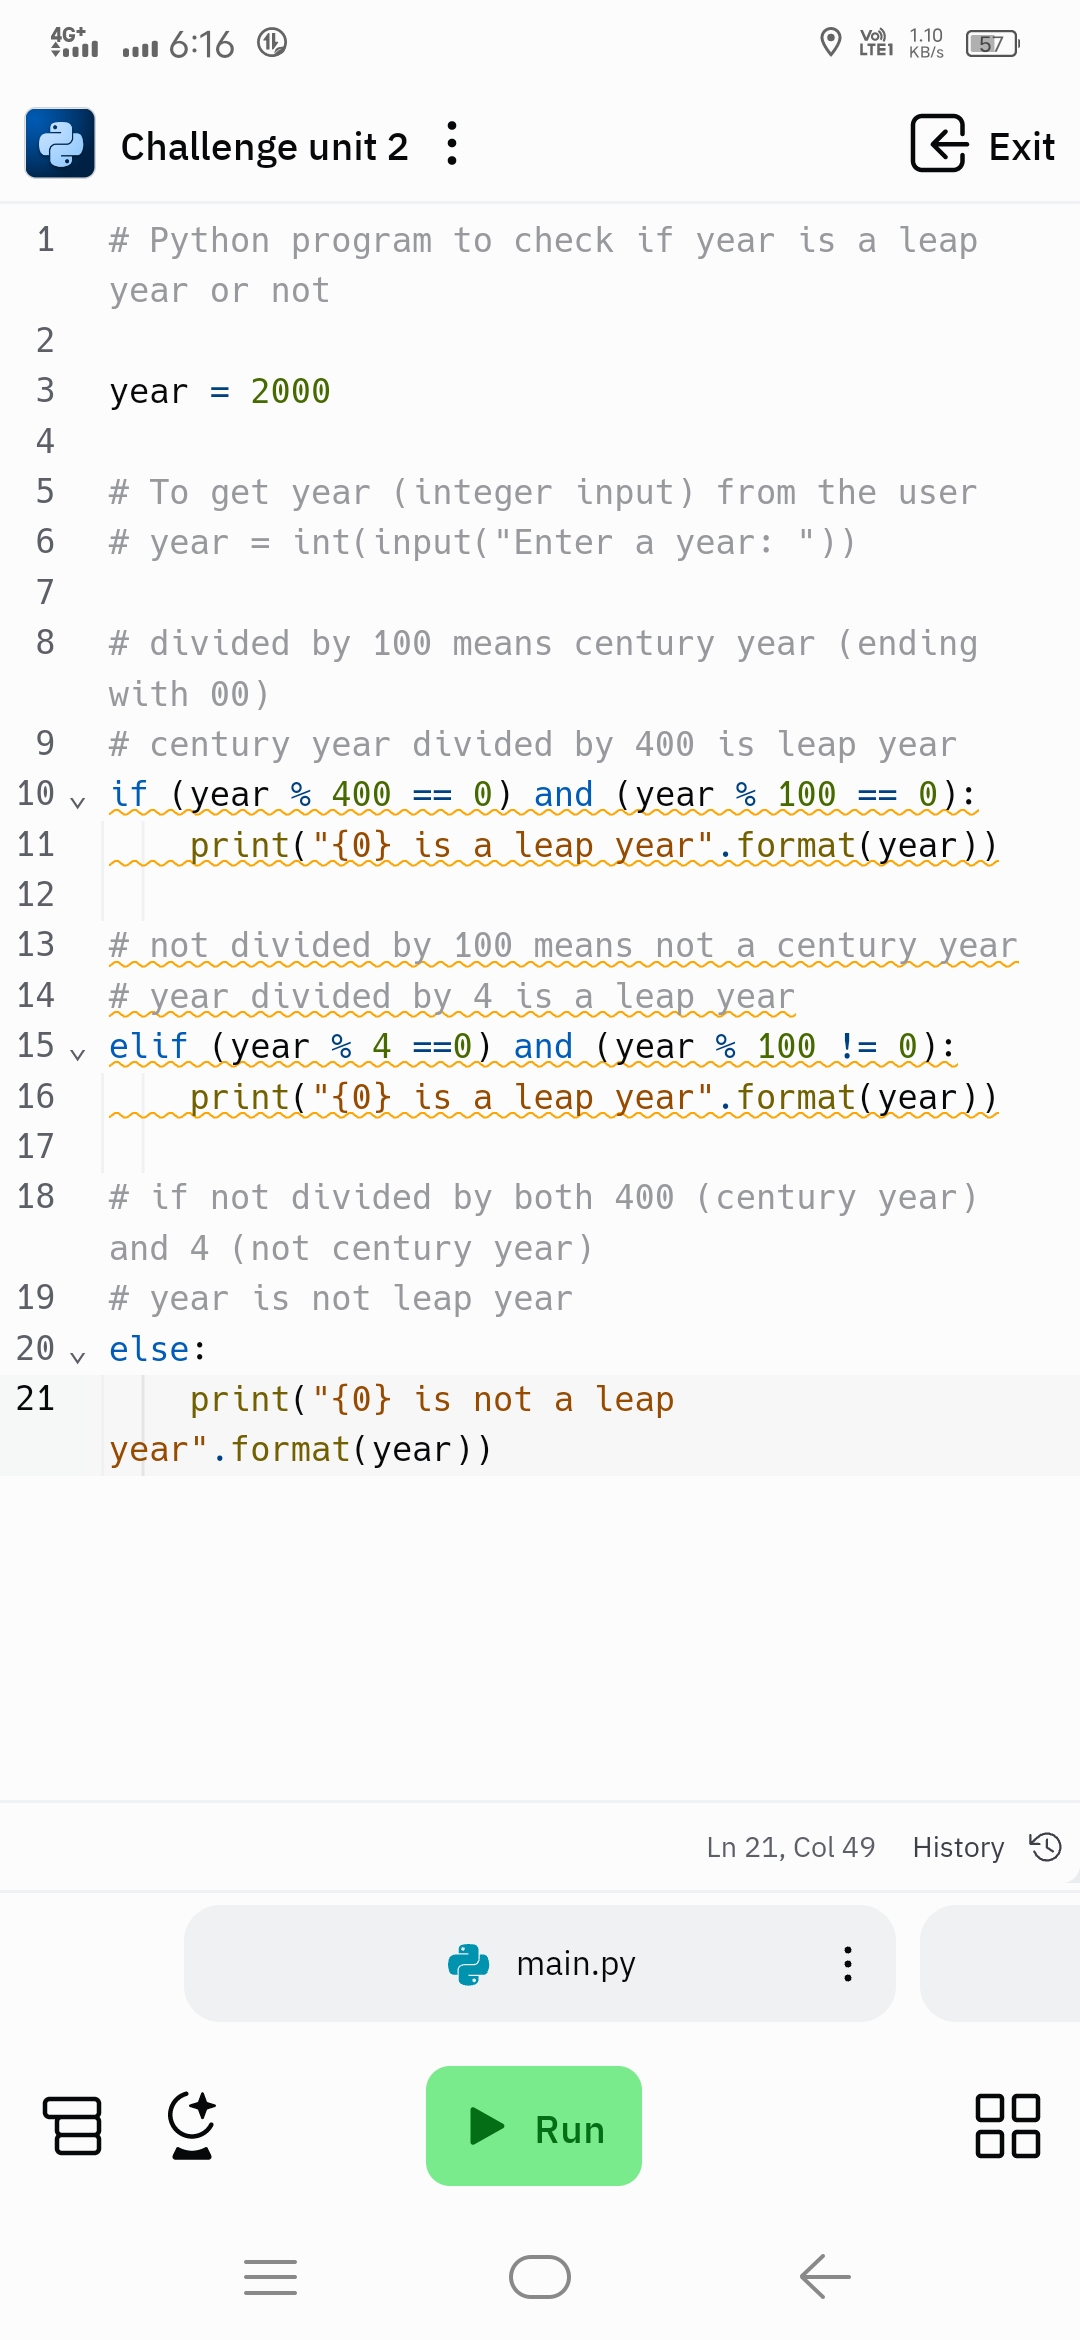 4G+ 6:16 Vo) LTE1 1.10 KB/s 57
Challenge unit 2 Exit
1 # Python program to check if year is a leap
year or not
2
3 year = 2000
4
5 # To get year (integer input) from the user
6 # year = int(input("Enter a year: "))
7
8 # divided by 100 means century year (ending
with 00)
9 # century year divided by 400 is leap year
10 if (year % 400 == 0) and (year % 100 == 0):
11     print("{0} is a leap year".format(year))
12
13 # not divided by 100 means not a century year
14 # year divided by 4 is a leap year
15 elif (year % 4 ==0) and (year % 100 != 0):
16     print("{0} is a leap year".format(year))
17
18 # if not divided by both 400 (century year)
and 4 (not century year)
19 # year is not leap year
20 else:
21     print("{0} is not a leap
year".format(year))
Ln 21, Col 49 History
main.py
Run